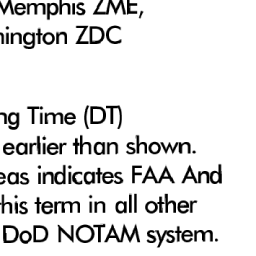 Memphis ZME,
hington ZDC
ng Time (DT)
earlier than shown.
eas indicates FAA And
this term in all other
DoD NOTAM system.